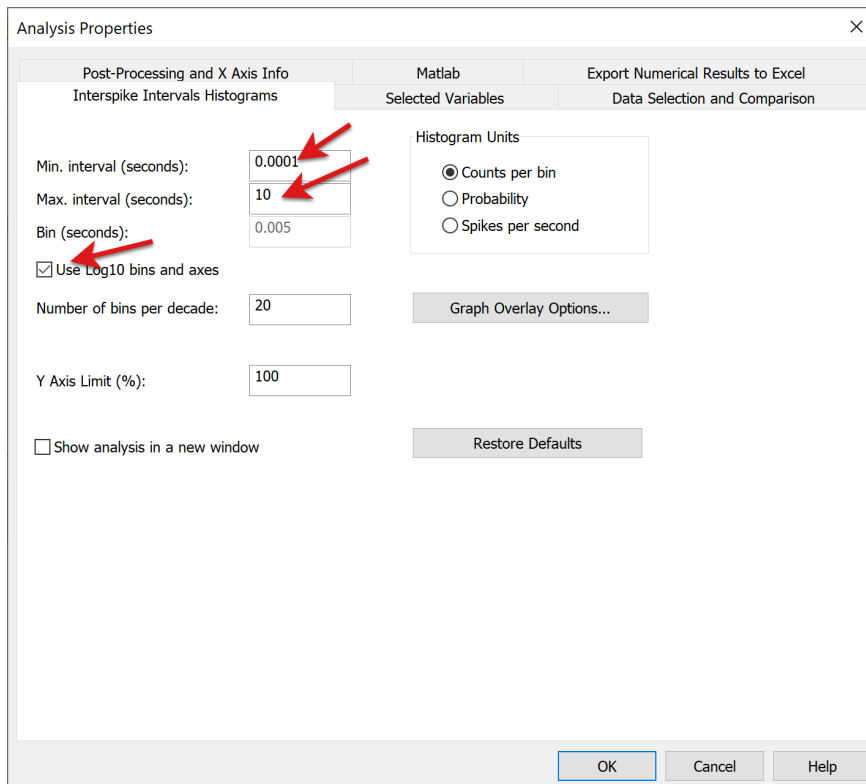 Analysis Properties
Post-Processing and X Axis Info
Matlab
Export Numerical Results to Excel
Interspike Intervals Histograms
Selected Variables
Data Selection and Comparison
Min. interval (seconds):
0.0001
Max. interval (seconds):
10
Bin (seconds):
0.005
Use Log10 bins and axes
Number of bins per decade:
20
Y Axis Limit (%):
100
Show analysis in a new window
Histogram Units
Counts per bin
Probability
Spikes per second
Graph Overlay Options...
Restore Defaults
OK
Cancel
Help